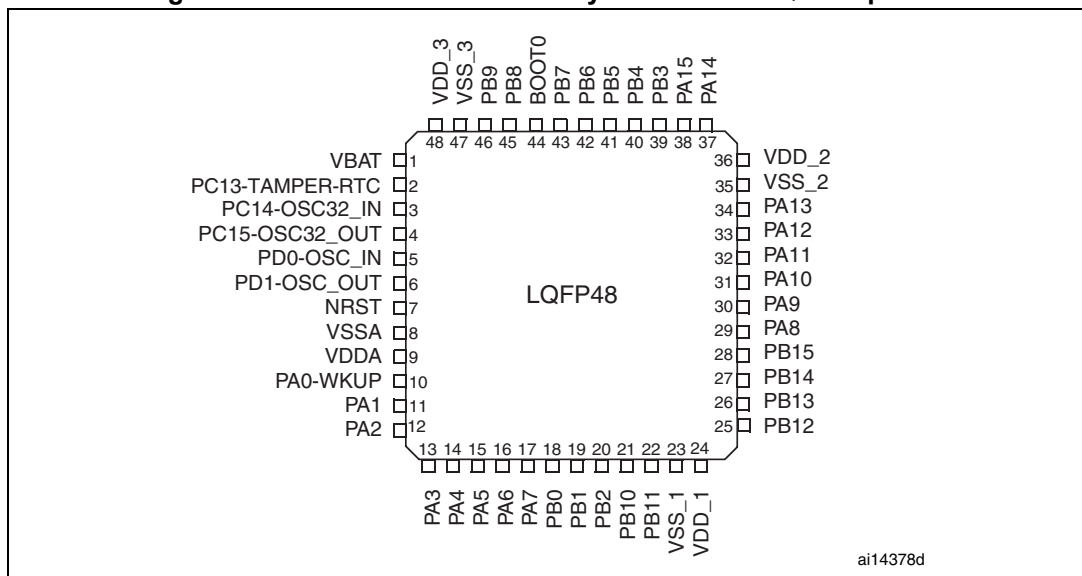 VDD_3
VSS_3
PB9
PB8
BOOT0
PB7
PB6
PB5
PB4
PB3
PA15
PA14
48 47 46 45 44 43 42 41 40 39 38 37
VBAT 1
PC13-TAMPER-RTC 2
PC14-OSC32_IN 3
PC15-OSC32_OUT 4
PD0-OSC_IN 5
PD1-OSC_OUT 6
NRST 7
VSSA 8
VDDA 9
PA0-WKUP 10
PA1 11
PA2 12
LQFP48
36 VDD_2
35 VSS_2
34 PA13
33 PA12
32 PA11
31 PA10
30 PA9
29 PA8
28 PB15
27 PB14
26 PB13
25 PB12
13 14 15 16 17 18 19 20 21 22 23 24
PA3
PA4
PA5
PA6
PA7
PB0
PB1
PB2
PB10
PB11
VSS_1
VDD_1
ai14378d